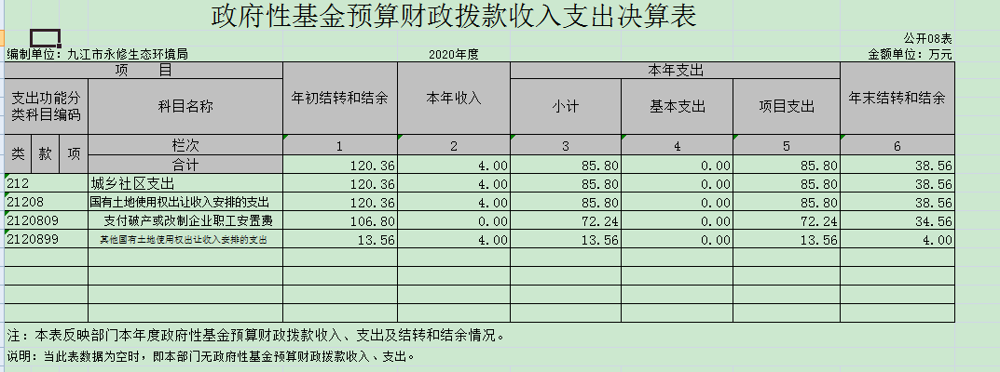 政府性基金预算财政拨款收入支出决算表
公开08表
编制单位：九江市永修生态环境局 2020年度 金额单位：万元
项 目 年初结转和结余 本年收入 本年支出 年末结转和结余
支出功能分类科目编码 科目名称 小计 基本支出 项目支出
类 款 项 栏次 1 2 3 4 5 6
合计 120.36 4.00 85.80 0.00 85.80 38.56
212 城乡社区支出 120.36 4.00 85.80 0.00 85.80 38.56
21208 国有土地使用权出让收入安排的支出 120.36 4.00 85.80 0.00 85.80 38.56
2120809 支付破产或改制企业职工安置费 106.80 0.00 72.24 0.00 72.24 34.56
2120899 其他国有土地使用权出让收入安排的支出 13.56 4.00 13.56 0.00 13.56 4.00
注：本表反映部门本年度政府性基金预算财政拨款收入、支出及结转和结余情况。
说明：当此表数据为空时，即本部门无政府性基金预算财政拨款收入、支出。